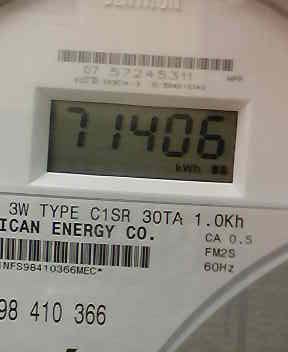 07 57245311
71406
kWh
3W TYPE C1SR 30TA 1.0Kh
ICAN ENERGY CO.
CA 0.5
FM2S
60Hz
NFS98410366MEC*
98 410 366